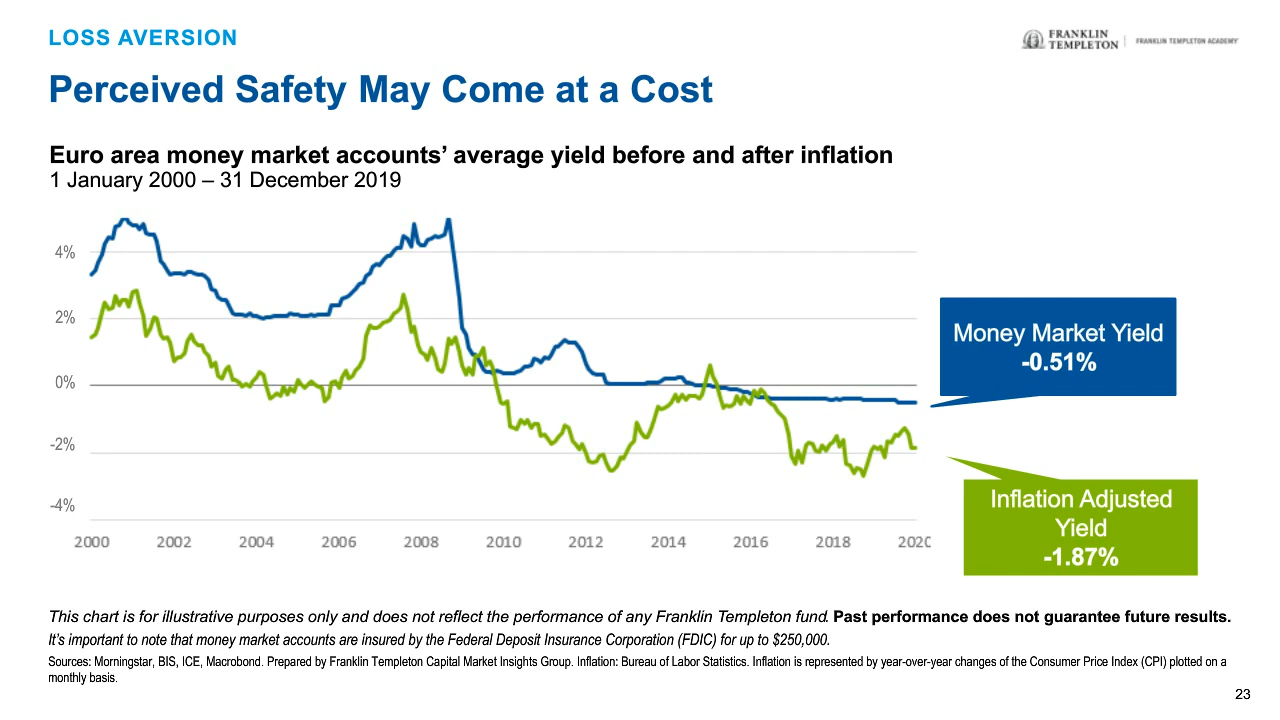 LOSS AVERSION
FRANKLIN
TEMPLETON
FRANKLIN TEMPLETON ACADEMY
Perceived Safety May Come at a Cost
Euro area money market accounts’ average yield before and after inflation
1 January 2000 – 31 December 2019
4%
2%
0%
-2%
-4%
2000 2002 2004 2006 2008 2010 2012 2014 2016 2018 2020
Money Market Yield
-0.51%
Inflation Adjusted
Yield
-1.87%
This chart is for illustrative purposes only and does not reflect the performance of any Franklin Templeton fund. Past performance does not guarantee future results.
It’s important to note that money market accounts are insured by the Federal Deposit Insurance Corporation (FDIC) for up to $250,000.
Sources: Morningstar, BIS, ICE, Macrobond. Prepared by Franklin Templeton Capital Market Insights Group. Inflation: Bureau of Labor Statistics. Inflation is represented by year-over-year changes of the Consumer Price Index (CPI) plotted on a
monthly basis.
23